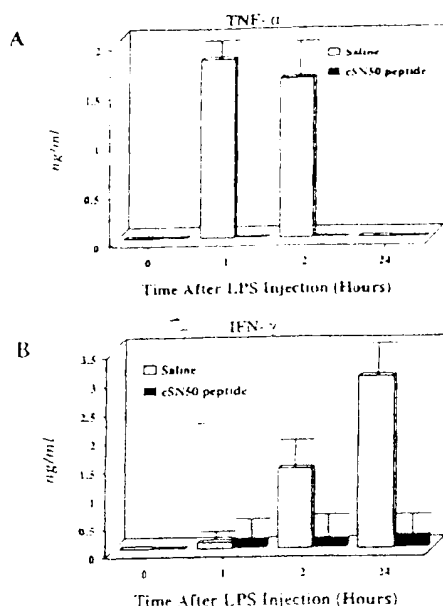 A
TNF- α
2
Saline
cSN50 peptide
1.5
ng/ml
1
0.5
0
0 1 2 24
Time After LPS Injection (Hours)
IFN- γ
B
3.5
Saline
3
cSN50 peptide
2.5
2
ng/ml
1.5
1
0.5
0
0 1 2 24
Time After LPS Injection (Hours)